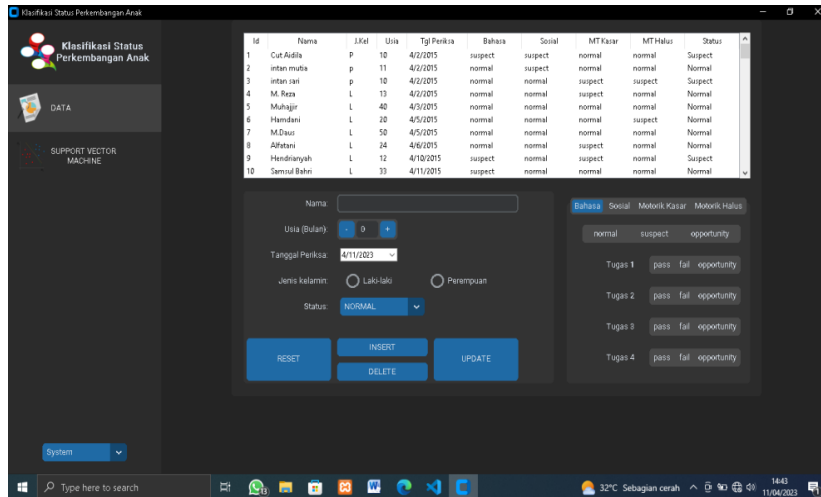 Klasifikasi Status Perkembangan Anak
Klasifikasi Status
Perkembangan Anak
DATA
SUPPORT VECTOR
MACHINE
System
Id Nama J.Kel Usia Tgl Periksa Bahasa Sosial MT Kasar MT Halus Status
1 Cut Aidila P 10 4/2/2015 suspect suspect normal normal Suspect
2 intan mutia p 11 4/2/2015 normal suspect normal normal Normal
3 intan sari p 10 4/2/2015 normal normal suspect suspect Suspect
4 M. Reza L 13 4/2/2015 normal normal suspect normal Normal
5 Muhajjir L 40 4/3/2015 normal normal normal normal Normal
6 Hamdani L 20 4/5/2015 normal normal normal suspect Normal
7 M.Daus L 50 4/5/2015 normal normal normal normal Normal
8 Alfatani L 24 4/6/2015 normal normal suspect normal Normal
9 Hendrianyah L 12 4/10/2015 suspect normal suspect normal Suspect
10 Samsul Bahri L 33 4/11/2015 suspect normal normal normal Normal
Nama:
Usia (Bulan): - 0 +
Tanggal Periksa: 4/11/2023
Jenis kelamin: Laki-laki Perempuan
Status: NORMAL
RESET INSERT UPDATE
DELETE
Bahasa Sosial Motorik Kasar Motorik Halus
normal suspect opportunity
Tugas 1 pass fail opportunity
Tugas 2 pass fail opportunity
Tugas 3 pass fail opportunity
Tugas 4 pass fail opportunity
Type here to search
32°C Sebagian cerah
14:43
11/04/2023